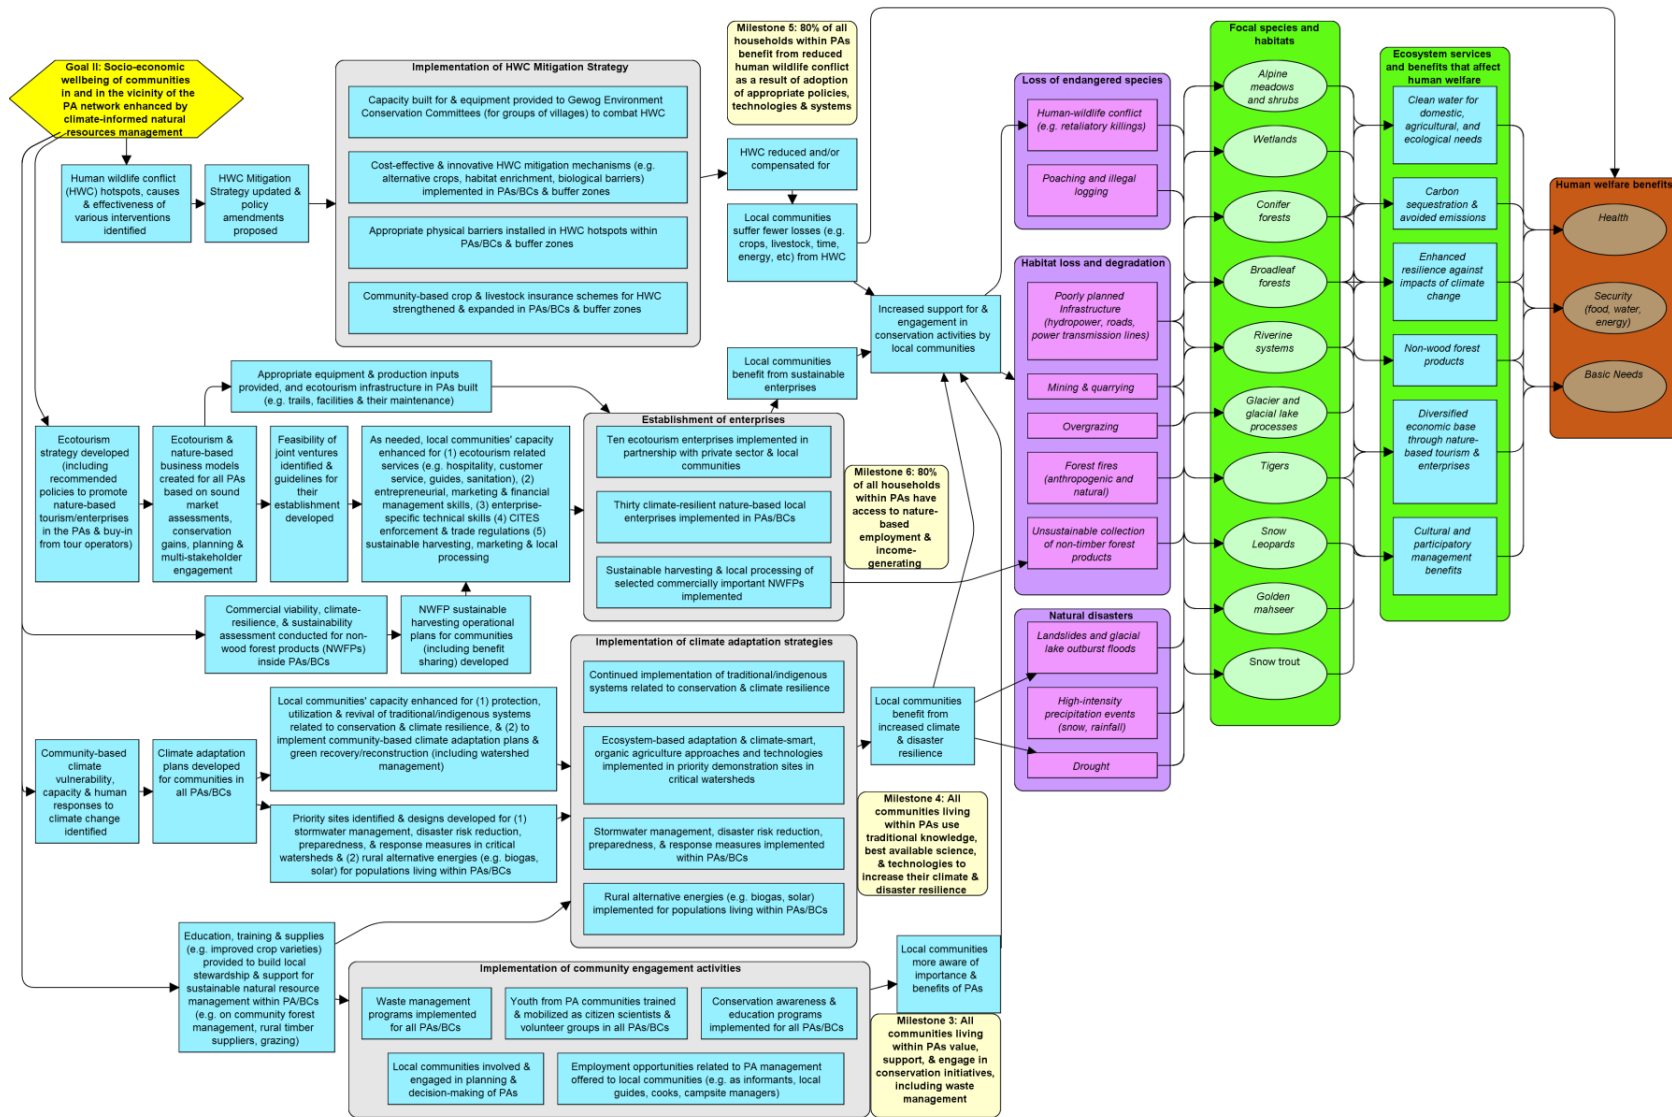 Goal II: Socio-economic
wellbeing of communities
in and in the vicinity of the
PA network enhanced by
climate-informed natural
resources management
Human wildlife conflict
(HWC) hotspots, causes
& effectiveness of
various interventions
identified
HWC Mitigation
Strategy updated &
policy
amendments
proposed
Implementation of HWC Mitigation Strategy
Capacity built for & equipment provided to Gewog Environment
Conservation Committees (for groups of villages) to combat HWC
Cost-effective & innovative HWC mitigation mechanisms (e.g.
alternative crops, habitat enrichment, biological barriers)
implemented in PAs/BCs & buffer zones
Appropriate physical barriers installed in HWC hotspots within
PAs/BCs & buffer zones
Community-based crop & livestock insurance schemes for HWC
strengthened & expanded in PAs/BCs & buffer zones
Milestone 5: 80% of all
households within PAs
benefit from reduced
human wildlife conflict
as a result of adoption
of appropriate policies,
technologies & systems
HWC reduced and/or
compensated for
Local communities
suffer fewer losses (e.g.
crops, livestock, time,
energy, etc) from HWC
Increased support for &
engagement in
conservation activities by
local communities
Local communities
benefit from sustainable
enterprises
Appropriate equipment & production inputs
provided, and ecotourism infrastructure in PAs built
(e.g. trails, facilities & their maintenance)
Ecotourism
strategy developed
(including
recommended
policies to promote
nature-based
tourism/enterprises
in the PAs & buy-in
from tour operators)
Ecotourism &
nature-based
business models
created for all PAs
based on sound
market
assessments,
conservation
gains, planning &
multi-stakeholder
engagement
Feasibility of
joint ventures
identified &
guidelines for
their
establishment
developed
As needed, local communities' capacity
enhanced for (1) ecotourism related
services (e.g. hospitality, customer
service, guides, sanitation), (2)
entrepreneurial, marketing & financial
management skills, (3) enterprise-
specific technical skills (4) CITES
enforcement & trade regulations (5)
sustainable harvesting, marketing & local
processing
Establishment of enterprises
Ten ecotourism enterprises implemented in
partnership with private sector & local
communities
Thirty climate-resilient nature-based local
enterprises implemented in PAs/BCs
Sustainable harvesting & local processing of
selected commercially important NWFPs
implemented
Milestone 6: 80%
of all households
within PAs have
access to nature-
based
employment &
income-
generating
Commercial viability, climate-
resilience, & sustainability
assessment conducted for non-
wood forest products (NWFPs)
inside PAs/BCs
NWFP sustainable
harvesting operational
plans for communities
(including benefit
sharing) developed
Community-based
climate
vulnerability,
capacity & human
responses to
climate change
identified
Climate adaptation
plans developed
for communities in
all PAs/BCs
Local communities' capacity enhanced for (1) protection,
utilization & revival of traditional/indigenous systems
related to conservation & climate resilience, & (2) to
implement community-based climate adaptation plans &
green recovery/reconstruction (including watershed
management)
Priority sites identified & designs developed for (1)
stormwater management, disaster risk reduction,
preparedness, & response measures in critical
watersheds & (2) rural alternative energies (e.g. biogas,
solar) for populations living within PAs/BCs
Implementation of climate adaptation strategies
Continued implementation of traditional/indigenous
systems related to conservation & climate resilience
Ecosystem-based adaptation & climate-smart,
organic agriculture approaches and technologies
implemented in priority demonstration sites in
critical watersheds
Stormwater management, disaster risk reduction,
preparedness, & response measures implemented
within PAs/BCs
Rural alternative energies (e.g. biogas, solar)
implemented for populations living within PAs/BCs
Local communities
benefit from
increased climate
& disaster
resilience
Milestone 4: All
communities living
within PAs use
traditional knowledge,
best available science,
& technologies to
increase their climate &
disaster resilience
Education, training & supplies
(e.g. improved crop varieties)
provided to build local
stewardship & support for
sustainable natural resource
management within PA/BCs
(e.g. on community forest
management, rural timber
suppliers, grazing)
Implementation of community engagement activities
Waste management
programs implemented
for all PAs/BCs
Youth from PA communities trained
& mobilized as citizen scientists &
volunteer groups in all PAs/BCs
Conservation awareness &
education programs
implemented for all PAs/BCs
Local communities involved &
engaged in planning &
decision-making of PAs
Employment opportunities related to PA management
offered to local communities (e.g. as informants, local
guides, cooks, campsite managers)
Local communities
more aware of
importance &
benefits of PAs
Milestone 3: All
communities living
within PAs value,
support, & engage in
conservation initiatives,
including waste
management
Loss of endangered species
Human-wildlife conflict
(e.g. retaliatory killings)
Poaching and illegal
logging
Habitat loss and degradation
Poorly planned
Infrastructure
(hydropower, roads,
power transmission lines)
Mining & quarrying
Overgrazing
Forest fires
(anthropogenic and
natural)
Unsustainable collection
of non-timber forest
products
Natural disasters
Landslides and glacial
lake outburst floods
High-intensity
precipitation events
(snow, rainfall)
Drought
Focal species and
habitats
Alpine
meadows
and shrubs
Wetlands
Conifer
forests
Broadleaf
forests
Riverine
systems
Glacier and
glacial lake
processes
Tigers
Snow
Leopards
Golden
mahseer
Snow trout
Ecosystem services
and benefits that affect
human welfare
Clean water for
domestic,
agricultural, and
ecological needs
Carbon
sequestration &
avoided emissions
Enhanced
resilience against
impacts of climate
change
Non-wood forest
products
Diversified
economic base
through nature-
based tourism &
enterprises
Cultural and
participatory
management
benefits
Human welfare benefits
Health
Security
(food, water,
energy)
Basic Needs